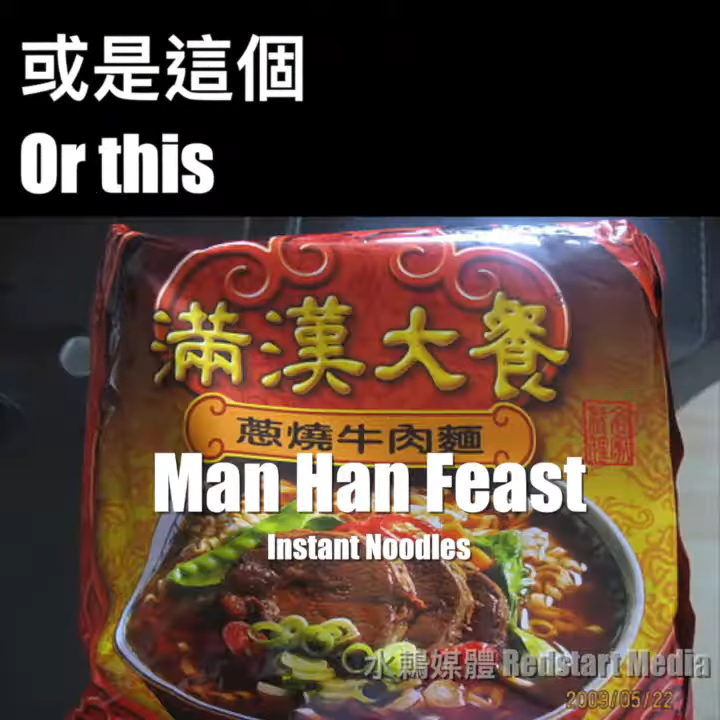 或是這個
Or this
滿漢大餐
蔥燒牛肉麵
Man Han Feast
Instant Noodles
水鶇媒體 Redstart Media
2009/05/22